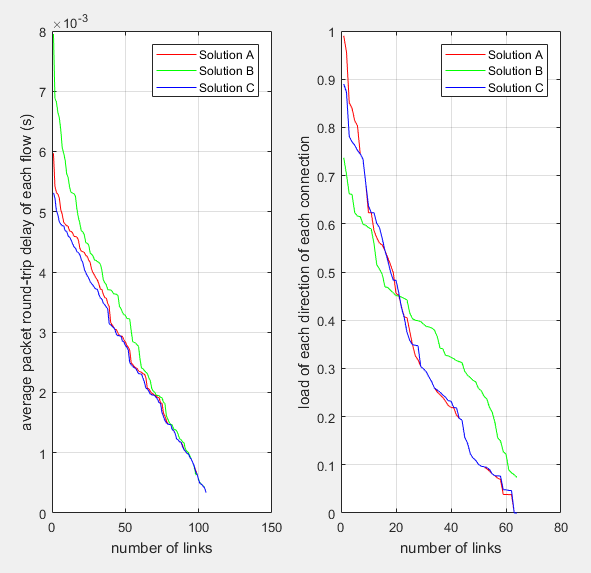 ×10⁻³
8
7
6
5
4
3
2
1
0
0 50 100 150
average packet round-trip delay of each flow (s)
number of links
Solution A
Solution B
Solution C
1
0.9
0.8
0.7
0.6
0.5
0.4
0.3
0.2
0.1
0
0 20 40 60 80
load of each direction of each connection
number of links
Solution A
Solution B
Solution C